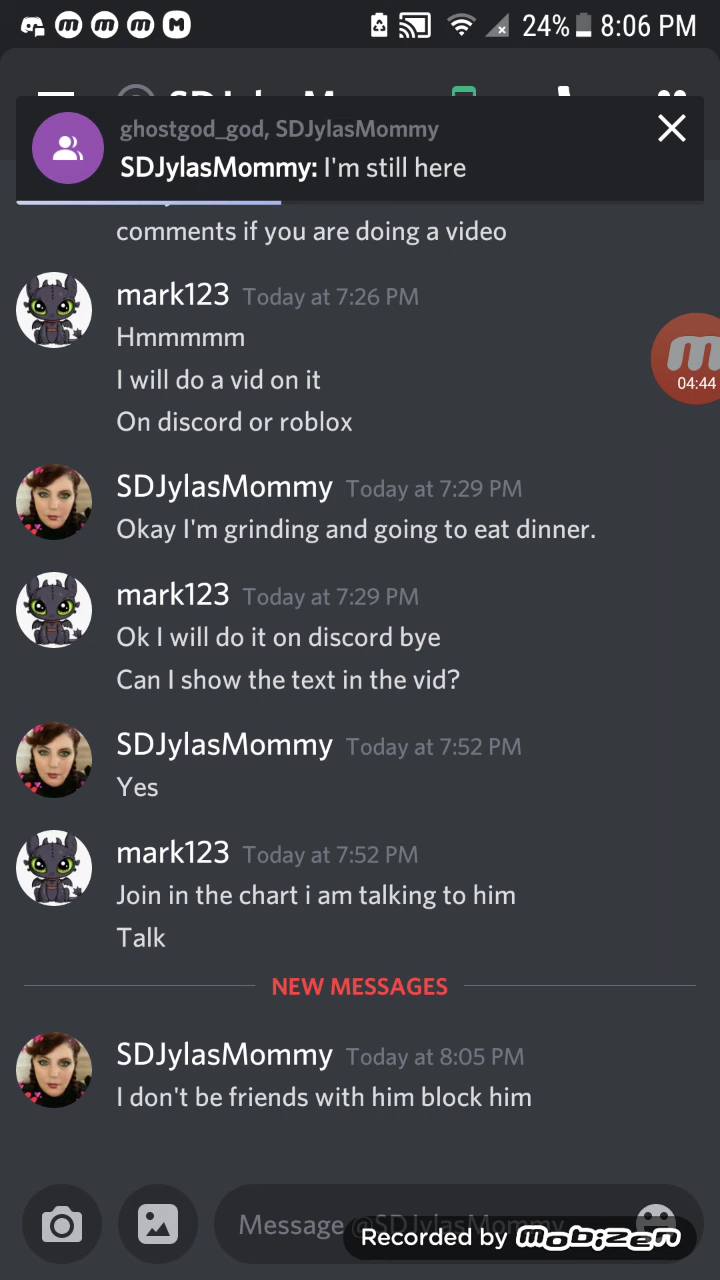 24% 8:06 PM
ghostgod_god, SDJylasMommy
SDJylasMommy: I'm still here
comments if you are doing a video
mark123 Today at 7:26 PM
Hmmmmm
I will do a vid on it
On discord or roblox
04:44
SDJylasMommy Today at 7:29 PM
Okay I'm grinding and going to eat dinner.
mark123 Today at 7:29 PM
Ok I will do it on discord bye
Can I show the text in the vid?
SDJylasMommy Today at 7:52 PM
Yes
mark123 Today at 7:52 PM
Join in the chart i am talking to him
Talk
NEW MESSAGES
SDJylasMommy Today at 8:05 PM
I don't be friends with him block him
Message @SDJylasMommy
Recorded by mobizen